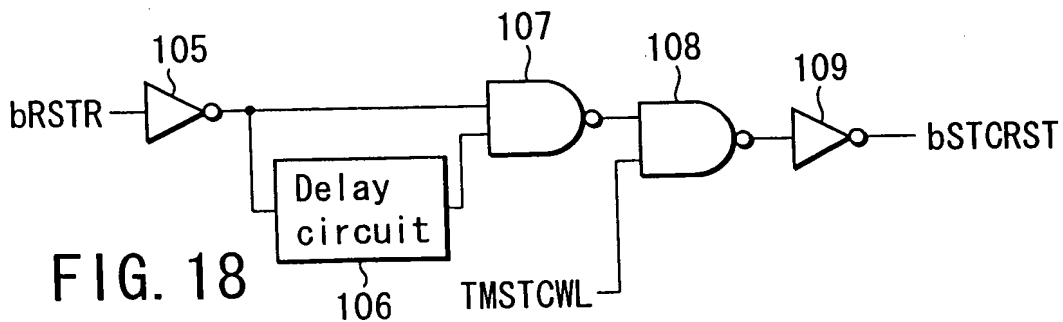 105
107
108
109
bRSTR
bSTCRST
Delay
circuit
106
TMSTCWL
FIG. 18